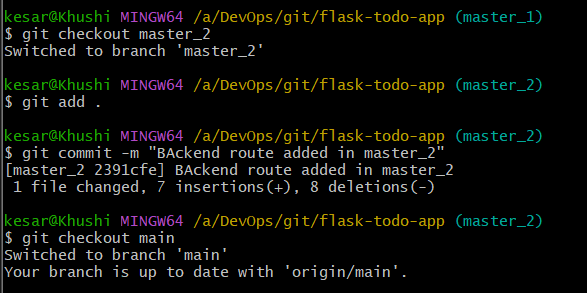 kesar@Khushi MINGW64 /a/DevOps/git/flask-todo-app (master_1)
$ git checkout master_2
Switched to branch 'master_2'
kesar@Khushi MINGW64 /a/DevOps/git/flask-todo-app (master_2)
$ git add .
kesar@Khushi MINGW64 /a/DevOps/git/flask-todo-app (master_2)
$ git commit -m "BAckend route added in master_2"
[master_2 2391cfe] BAckend route added in master_2
 1 file changed, 7 insertions(+), 8 deletions(-)
kesar@Khushi MINGW64 /a/DevOps/git/flask-todo-app (master_2)
$ git checkout main
Switched to branch 'main'
Your branch is up to date with 'origin/main'.